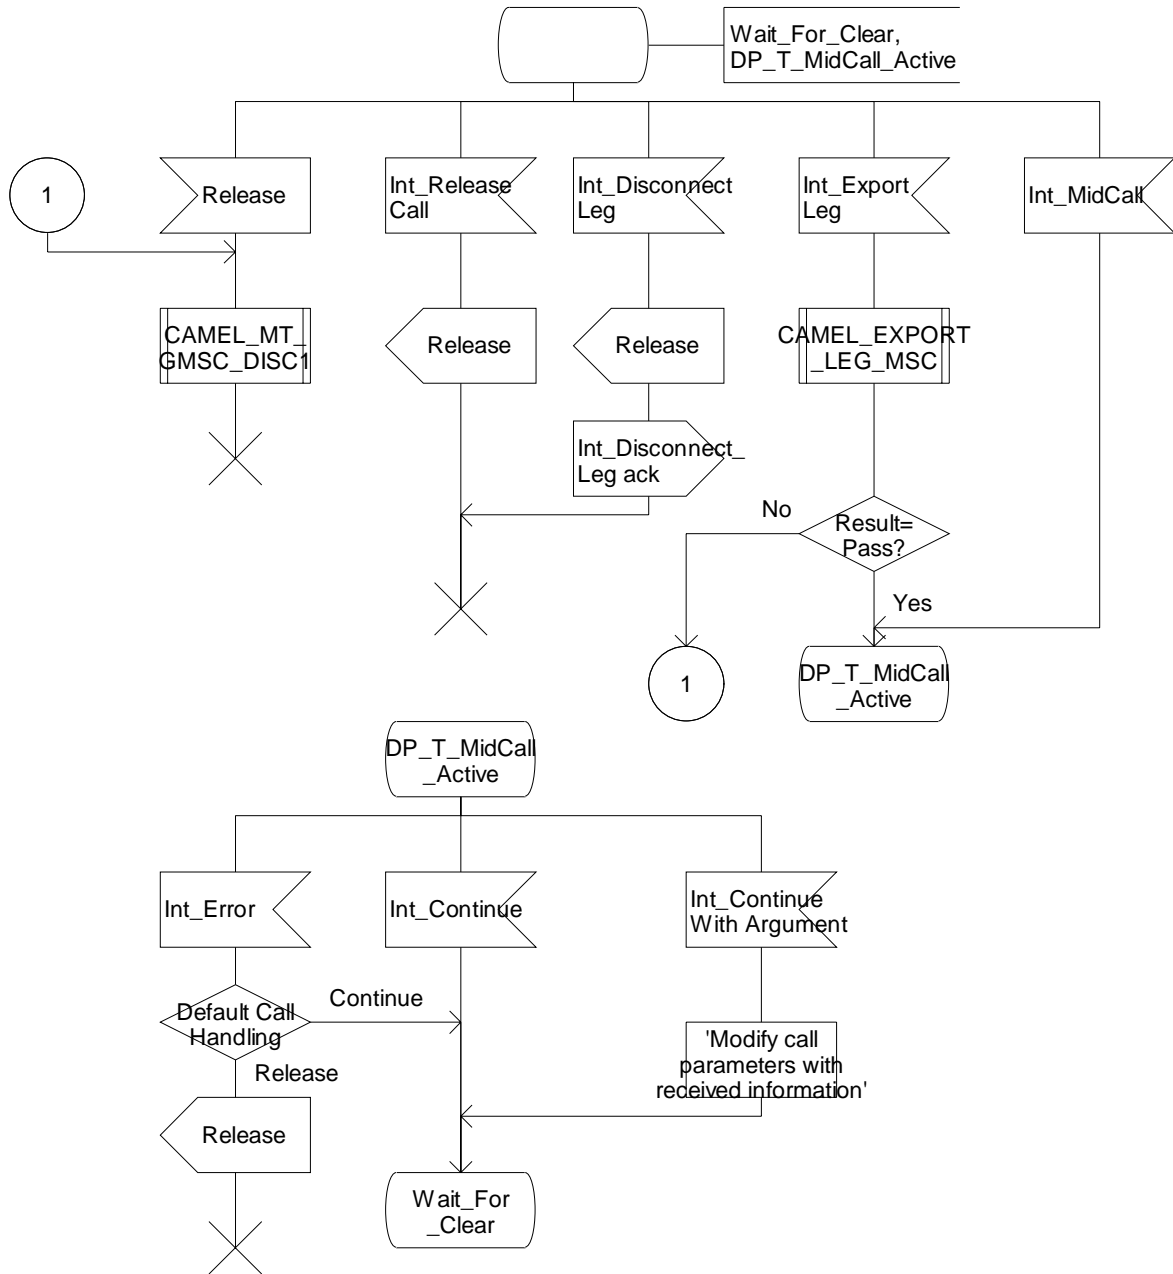 Wait_For_Clear,
DP_T_MidCall_Active
1
Release
Int_Release
Call
Int_Disconnect
Leg
Int_Export
Leg
Int_MidCall
CAMEL_MT_
GMSC_DISC1
Release
Release
CAMEL_EXPORT
_LEG_MSC
Int_Disconnect_
Leg ack
No
Result=
Pass?
Yes
1
DP_T_MidCall
_Active
DP_T_MidCall
_Active
Int_Error
Int_Continue
Int_Continue
With Argument
Default Call
Handling
Continue
Release
'Modify call
parameters with
received information'
Release
Wait_For
_Clear